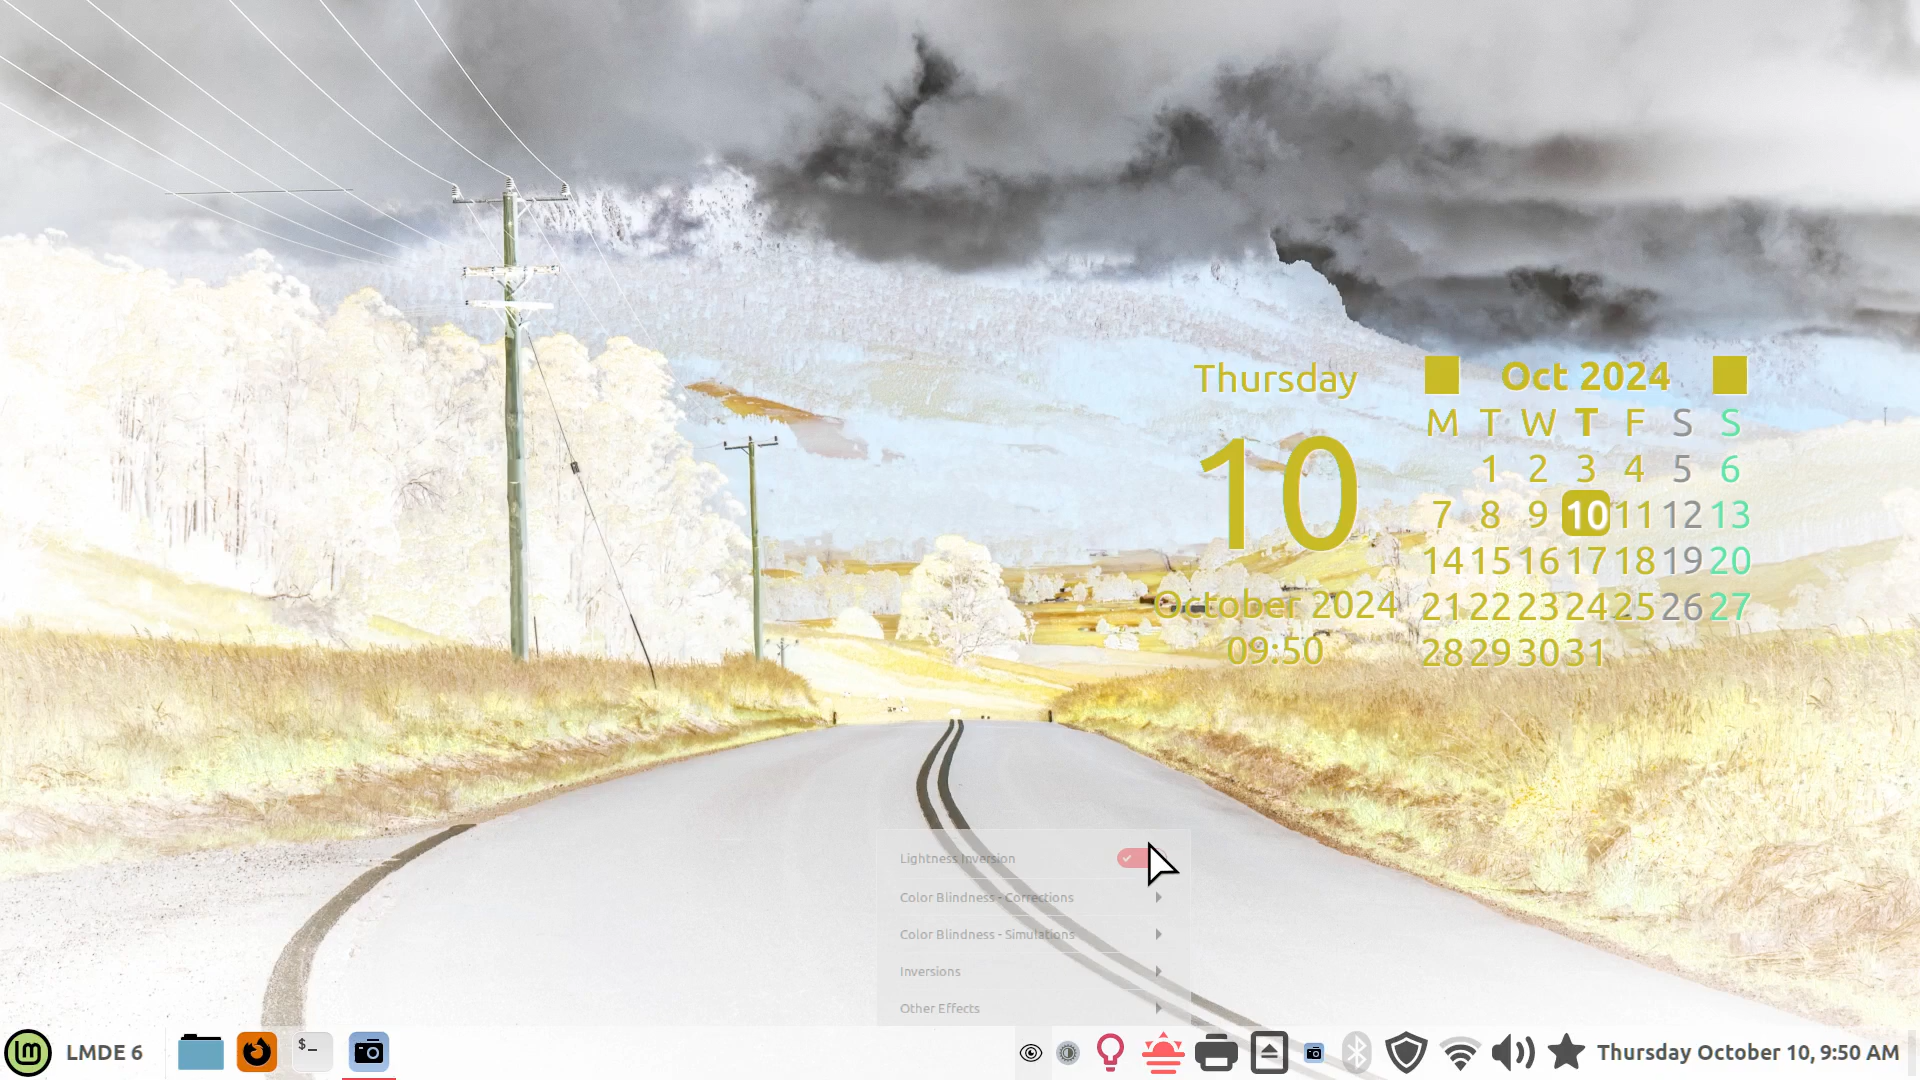 Thursday
10
October 2024
09:50
Oct 2024
M T W T F S S
1 2 3 4 5 6
7 8 9 10 11 12 13
14 15 16 17 18 19 20
21 22 23 24 25 26 27
28 29 30 31
Lightness Inversion
Color Blindness - Corrections
Color Blindness - Simulations
Inversions
Other Effects
LMDE 6
$_
Thursday October 10, 9:50 AM